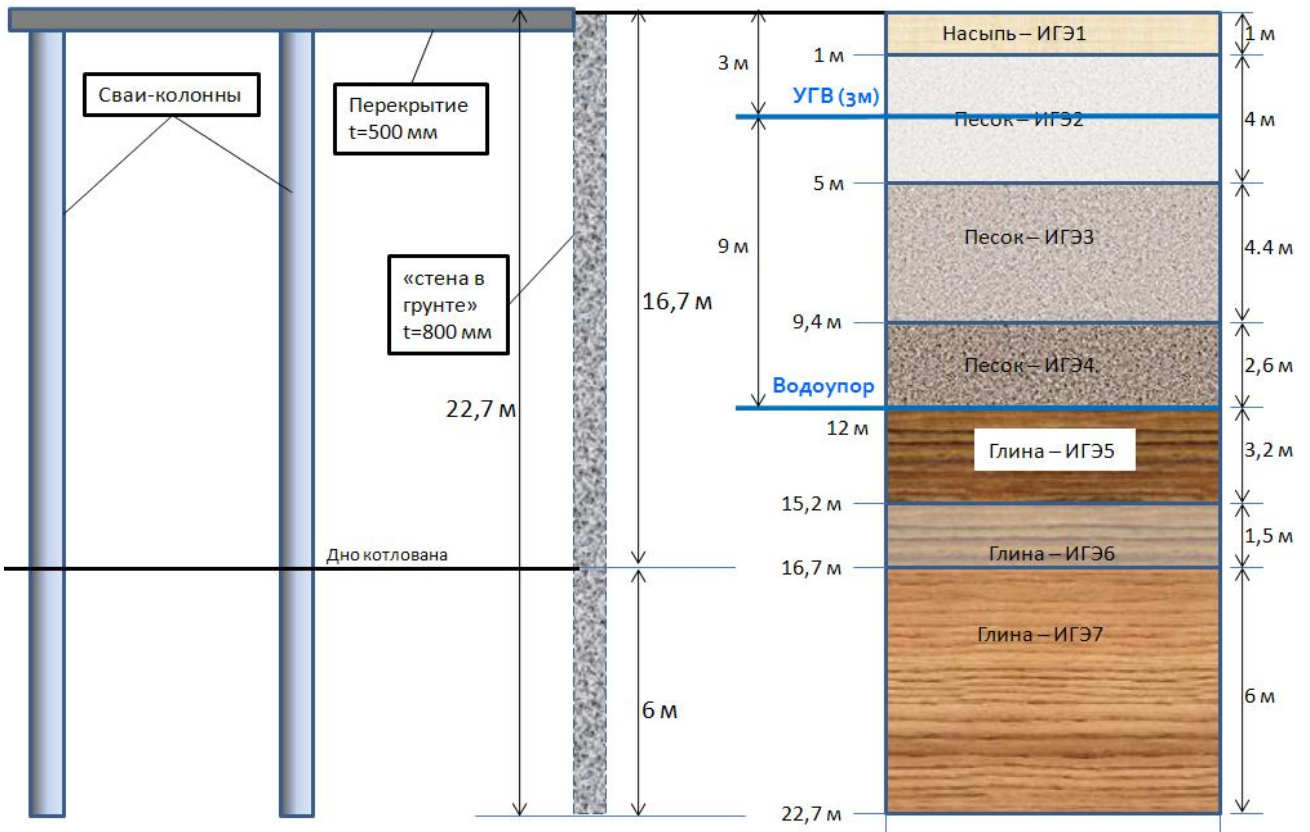 Сваи-колонны
Перекрытие
t=500 мм
«стена в
грунте»
t=800 мм
22,7 м
16,7 м
6 м
Дно котлована
3 м
9 м
УГВ (3м)
Водоупор
1 м
5 м
9,4 м
12 м
15,2 м
16,7 м
22,7 м
Насыпь – ИГЭ1
Песок – ИГЭ2
Песок – ИГЭ3
Песок – ИГЭ4.
Глина – ИГЭ5
Глина – ИГЭ6
Глина – ИГЭ7
1 м
4 м
4.4 м
2,6 м
3,2 м
1,5 м
6 м